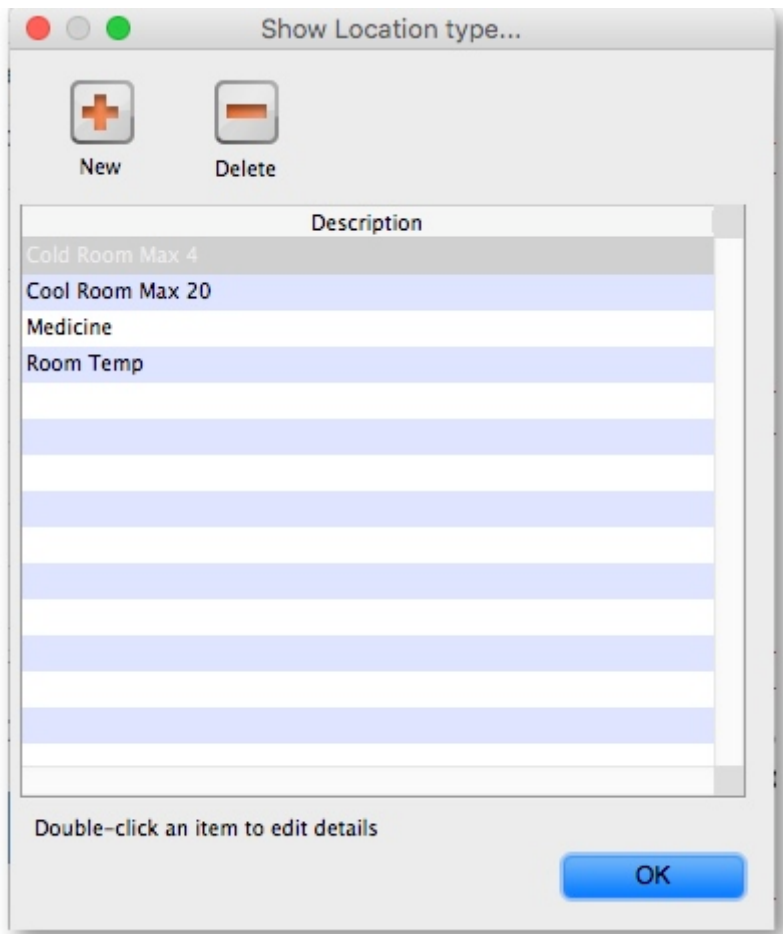 Show Location type...
New Delete
Description
Cold Room Max 4
Cool Room Max 20
Medicine
Room Temp
Double-click an item to edit details
OK